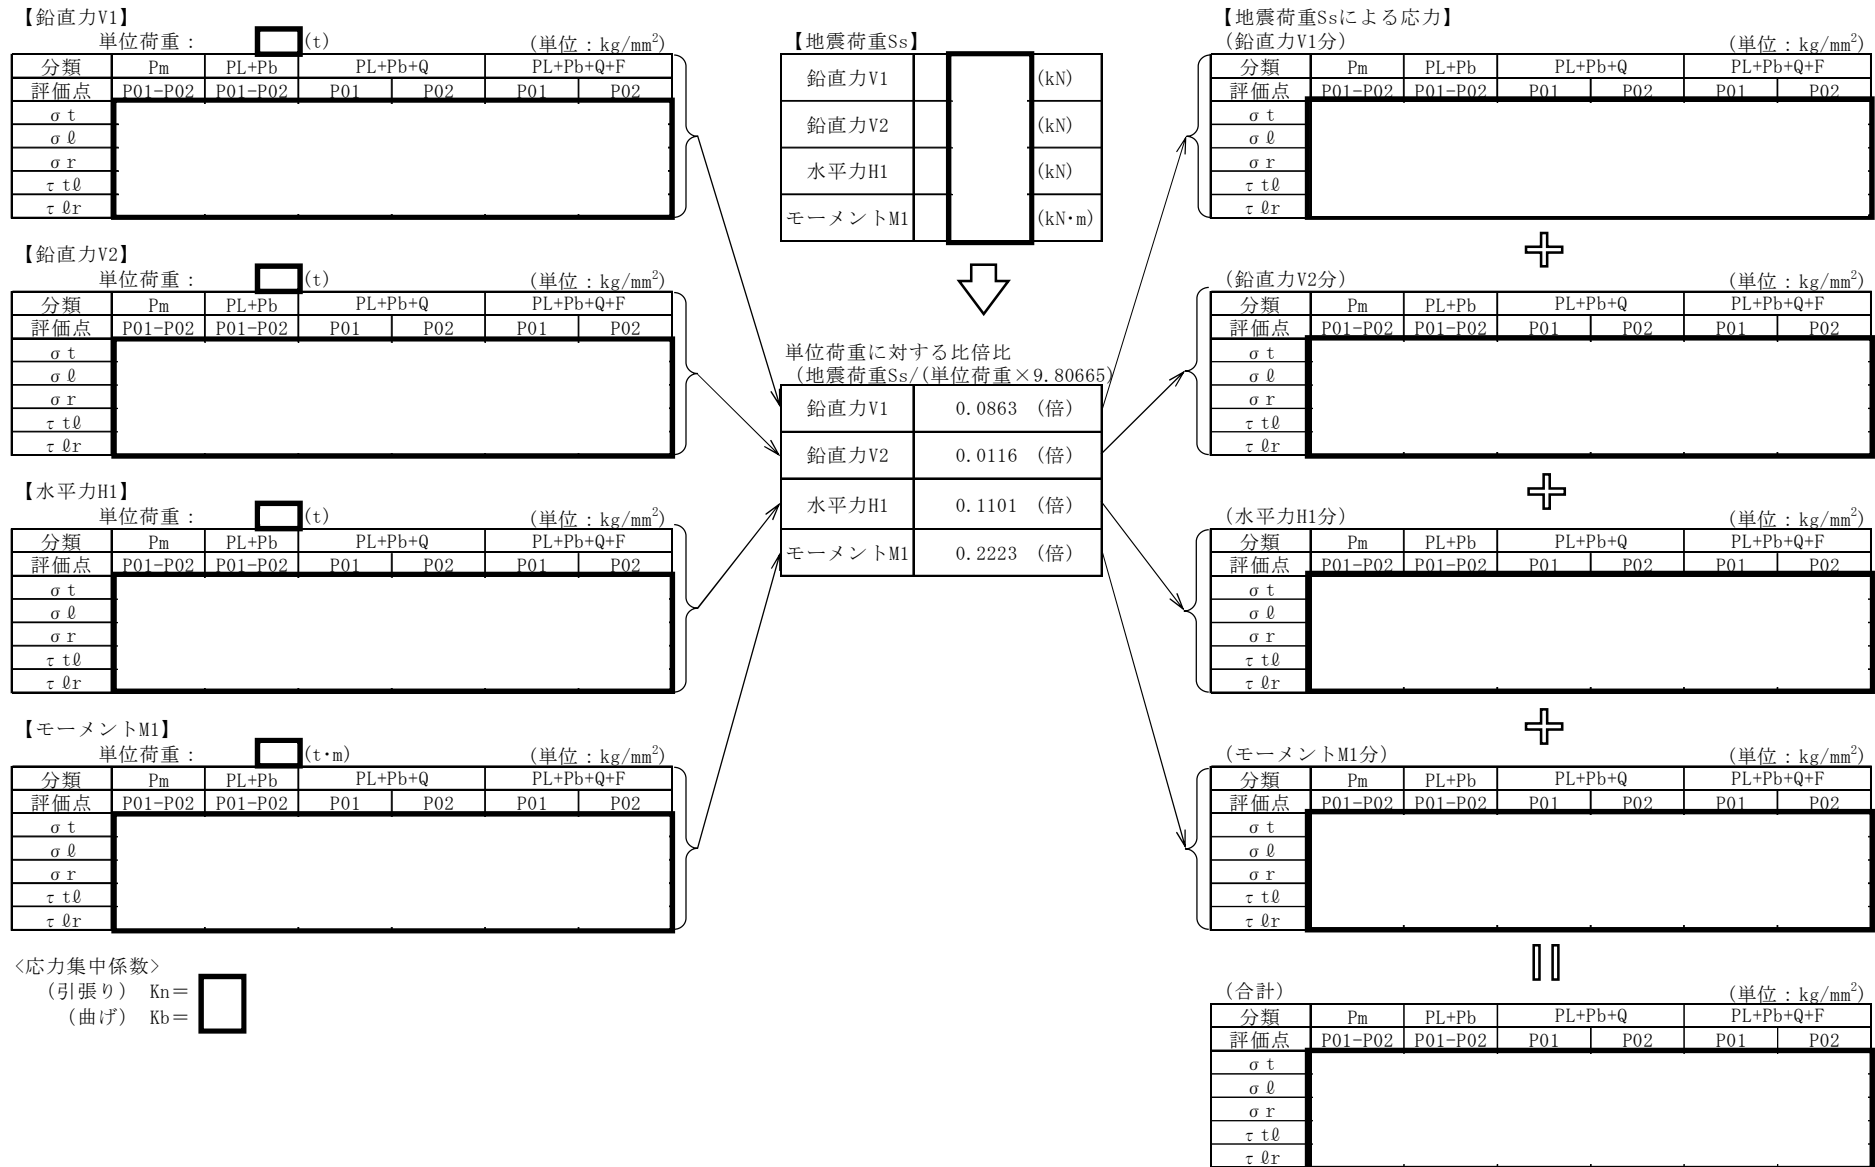 【鉛直力V1】
単位荷重： (t) (単位：kg/mm²)
分類 Pm PL+Pb PL+Pb+Q PL+Pb+Q+F
評価点 P01-P02 P01-P02 P01 P02 P01 P02
σt
σℓ
σr
τtℓ
τℓr
【鉛直力V2】
単位荷重： (t) (単位：kg/mm²)
分類 Pm PL+Pb PL+Pb+Q PL+Pb+Q+F
評価点 P01-P02 P01-P02 P01 P02 P01 P02
σt
σℓ
σr
τtℓ
τℓr
【水平力H1】
単位荷重： (t) (単位：kg/mm²)
分類 Pm PL+Pb PL+Pb+Q PL+Pb+Q+F
評価点 P01-P02 P01-P02 P01 P02 P01 P02
σt
σℓ
σr
τtℓ
τℓr
【モーメントM1】
単位荷重： (t・m) (単位：kg/mm²)
分類 Pm PL+Pb PL+Pb+Q PL+Pb+Q+F
評価点 P01-P02 P01-P02 P01 P02 P01 P02
σt
σℓ
σr
τtℓ
τℓr
<応力集中係数>
(引張り) Kn＝
(曲げ) Kb＝
【地震荷重Ss】
鉛直力V1 (kN)
鉛直力V2 (kN)
水平力H1 (kN)
モーメントM1 (kN・m)
単位荷重に対する比倍比
(地震荷重Ss/(単位荷重×9.80665)
鉛直力V1 0.0863 (倍)
鉛直力V2 0.0116 (倍)
水平力H1 0.1101 (倍)
モーメントM1 0.2223 (倍)
【地震荷重Ssによる応力】
(鉛直力V1分) (単位：kg/mm²)
分類 Pm PL+Pb PL+Pb+Q PL+Pb+Q+F
評価点 P01-P02 P01-P02 P01 P02 P01 P02
σt
σℓ
σr
τtℓ
τℓr
(鉛直力V2分) (単位：kg/mm²)
分類 Pm PL+Pb PL+Pb+Q PL+Pb+Q+F
評価点 P01-P02 P01-P02 P01 P02 P01 P02
σt
σℓ
σr
τtℓ
τℓr
(水平力H1分) (単位：kg/mm²)
分類 Pm PL+Pb PL+Pb+Q PL+Pb+Q+F
評価点 P01-P02 P01-P02 P01 P02 P01 P02
σt
σℓ
σr
τtℓ
τℓr
(モーメントM1分) (単位：kg/mm²)
分類 Pm PL+Pb PL+Pb+Q PL+Pb+Q+F
評価点 P01-P02 P01-P02 P01 P02 P01 P02
σt
σℓ
σr
τtℓ
τℓr
(合計) (単位：kg/mm²)
分類 Pm PL+Pb PL+Pb+Q PL+Pb+Q+F
評価点 P01-P02 P01-P02 P01 P02 P01 P02
σt
σℓ
σr
τtℓ
τℓr